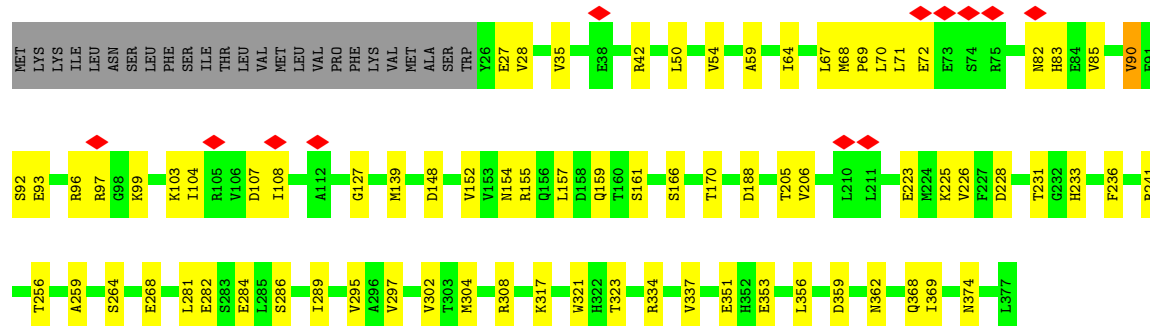 MET LYS LYS ILE LEU ASN SER LEU PHE SER ILE THR LEU VAL MET LEU VAL PRO PHE LYS VAL MET ALA SER TRP Y26 E27 V28 V35 E38 R42 L50 V54 A59 I64 L67 M68 P69 L70 L71 E72 E73 S74 R75 N82 H83 E84 V85 V90
S92 E93 R96 R97 G98 K99 K103 I104 R105 V106 D107 I108 A112 G127 M139 D148 V152 V153 N154 R155 Q156 L157 D158 Q159 T160 S161 S166 T170 D188 T205 V206 L210 L211 E223 M224 K225 V226 F227 D228 T231 G232 H233 F236
T256 A259 S264 E268 L281 E282 S283 E284 L285 S286 I289 V295 A296 V297 V302 T303 M304 R308 K317 W321 H322 T323 R334 V337 E351 H352 E353 L356 D359 N362 Q368 I369 N374 L377